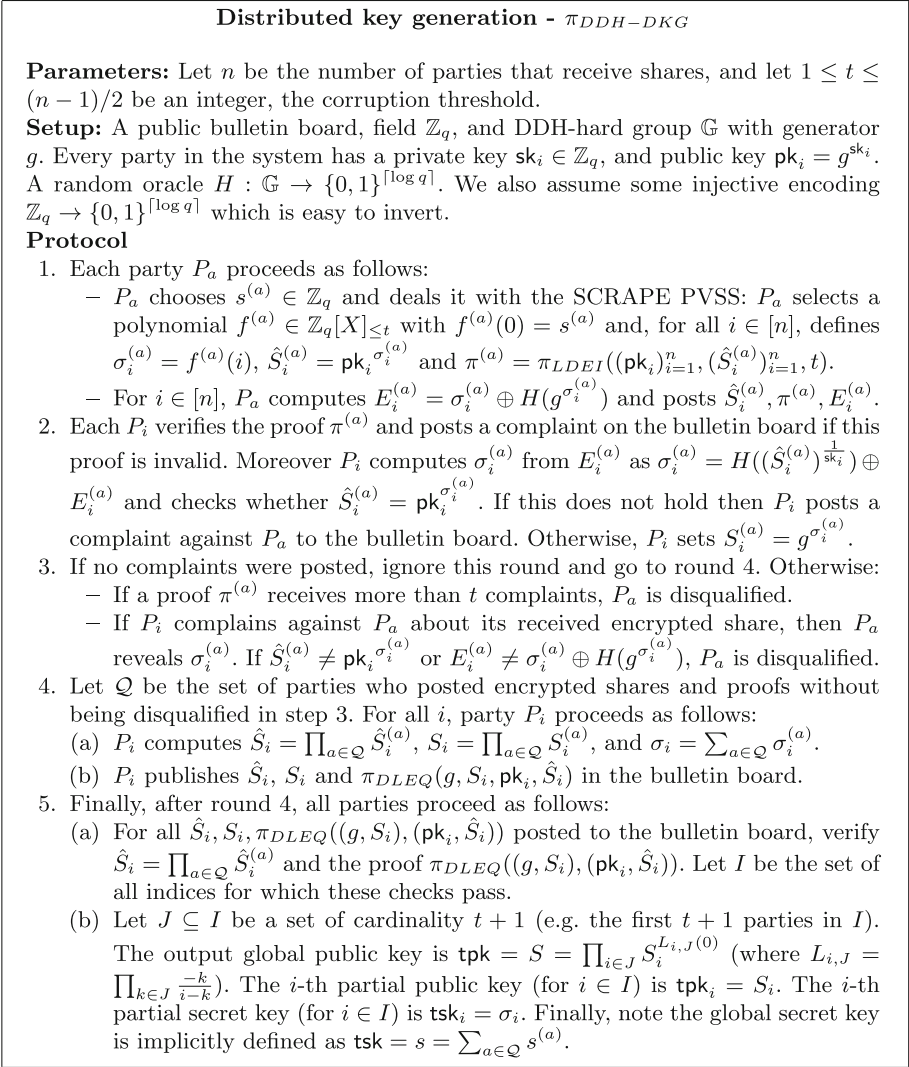 Distributed key generation - π_{DDH−DKG}
Parameters: Let n be the number of parties that receive shares, and let 1 ≤ t ≤
(n − 1)/2 be an integer, the corruption threshold.
Setup: A public bulletin board, field ℤ_q, and DDH-hard group 𝔾 with generator
g. Every party in the system has a private key sk_i ∈ ℤ_q, and public key pk_i = g^{sk_i}.
A random oracle H : 𝔾 → {0, 1}^{⌈log q⌉}. We also assume some injective encoding
ℤ_q → {0, 1}^{⌈log q⌉} which is easy to invert.
Protocol
1. Each party P_a proceeds as follows:
– P_a chooses s^{(a)} ∈ ℤ_q and deals it with the SCRAPE PVSS: P_a selects a
polynomial f^{(a)} ∈ ℤ_q[X]_{≤t} with f^{(a)}(0) = s^{(a)} and, for all i ∈ [n], defines
σ_i^{(a)} = f^{(a)}(i), Ŝ_i^{(a)} = pk_i^{σ_i^{(a)}} and π^{(a)} = π_{LDEI}((pk_i)_{i=1}^n, (Ŝ_i^{(a)})_{i=1}^n, t).
– For i ∈ [n], P_a computes E_i^{(a)} = σ_i^{(a)} ⊕ H(g^{σ_i^{(a)}}) and posts Ŝ_i^{(a)}, π^{(a)}, E_i^{(a)}.
2. Each P_i verifies the proof π^{(a)} and posts a complaint on the bulletin board if this
proof is invalid. Moreover P_i computes σ_i^{(a)} from E_i^{(a)} as σ_i^{(a)} = H((Ŝ_i^{(a)})^{\frac{1}{sk_i}}) ⊕
E_i^{(a)} and checks whether Ŝ_i^{(a)} = pk_i^{σ_i^{(a)}}. If this does not hold then P_i posts a
complaint against P_a to the bulletin board. Otherwise, P_i sets S_i^{(a)} = g^{σ_i^{(a)}}.
3. If no complaints were posted, ignore this round and go to round 4. Otherwise:
– If a proof π^{(a)} receives more than t complaints, P_a is disqualified.
– If P_i complains against P_a about its received encrypted share, then P_a
reveals σ_i^{(a)}. If Ŝ_i^{(a)} ≠ pk_i^{σ_i^{(a)}} or E_i^{(a)} ≠ σ_i^{(a)} ⊕ H(g^{σ_i^{(a)}}), P_a is disqualified.
4. Let 𝒬 be the set of parties who posted encrypted shares and proofs without
being disqualified in step 3. For all i, party P_i proceeds as follows:
(a) P_i computes Ŝ_i = ∏_{a∈𝒬} Ŝ_i^{(a)}, S_i = ∏_{a∈𝒬} S_i^{(a)}, and σ_i = ∑_{a∈𝒬} σ_i^{(a)}.
(b) P_i publishes Ŝ_i, S_i and π_{DLEQ}(g, S_i, pk_i, Ŝ_i) in the bulletin board.
5. Finally, after round 4, all parties proceed as follows:
(a) For all Ŝ_i, S_i, π_{DLEQ}((g, S_i), (pk_i, Ŝ_i)) posted to the bulletin board, verify
Ŝ_i = ∏_{a∈𝒬} Ŝ_i^{(a)} and the proof π_{DLEQ}((g, S_i), (pk_i, Ŝ_i)). Let I be the set of
all indices for which these checks pass.
(b) Let J ⊆ I be a set of cardinality t + 1 (e.g. the first t + 1 parties in I).
The output global public key is tpk = S = ∏_{i∈J} S_i^{L_{i,J}(0)} (where L_{i,J} =
∏_{k∈J} \frac{−k}{i−k}). The i-th partial public key (for i ∈ I) is tpk_i = S_i. The i-th
partial secret key (for i ∈ I) is tsk_i = σ_i. Finally, note the global secret key
is implicitly defined as tsk = s = ∑_{a∈𝒬} s^{(a)}.